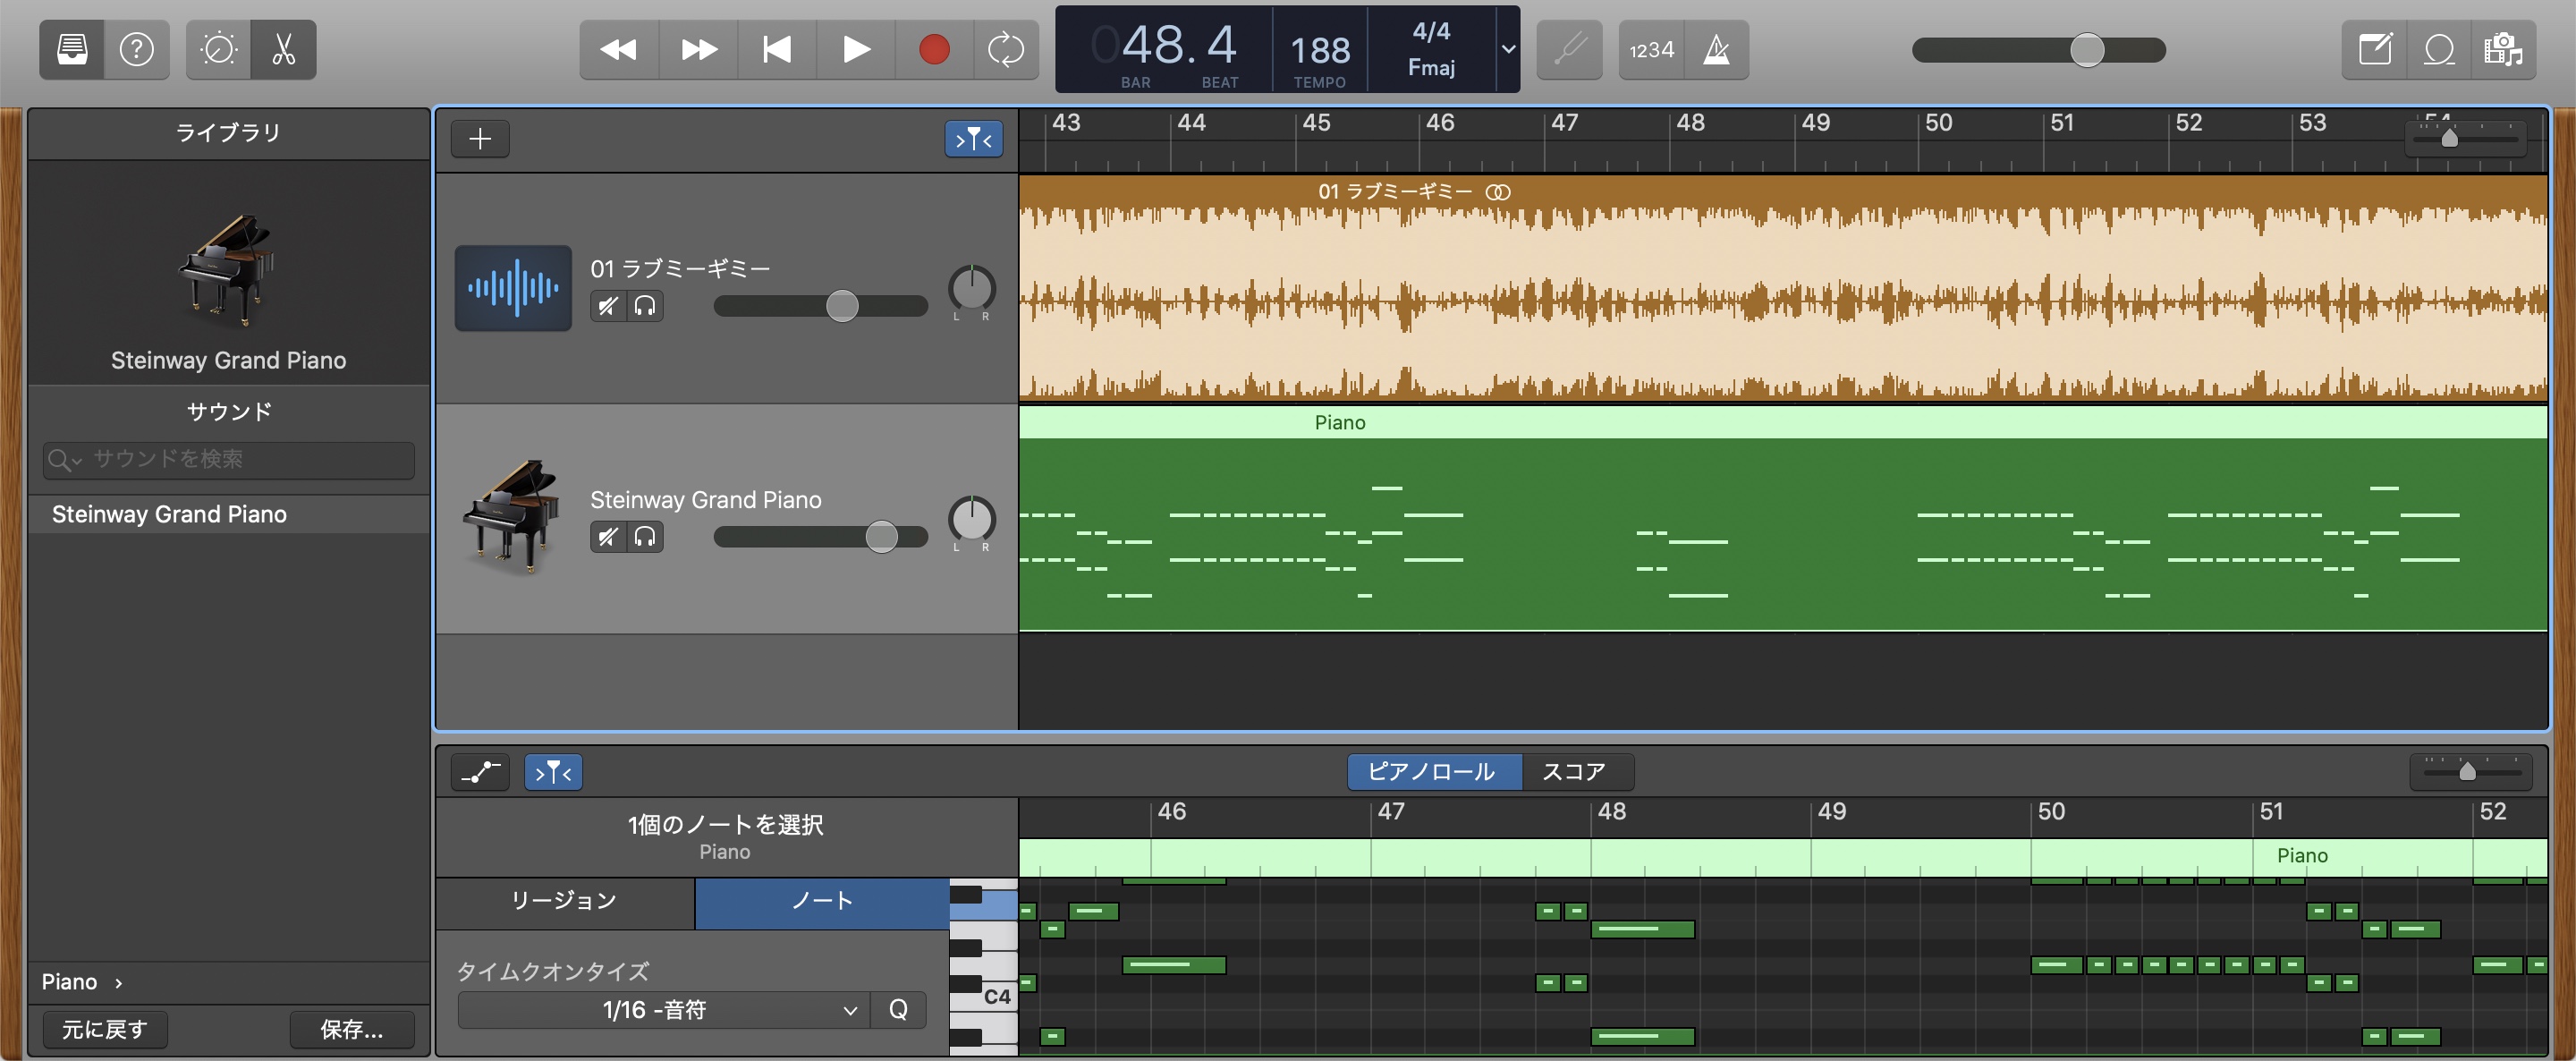 048.4
BAR
BEAT
188
TEMPO
4/4
Fmaj
1234
ライブラリ
Steinway Grand Piano
サウンド
サウンドを検索
Steinway Grand Piano
Piano ›
元に戻す
保存...
43 44 45 46 47 48 49 50 51 52 53 54
01 ラブミーギミー
01 ラブミーギミー
L R
Piano
Steinway Grand Piano
L R
ピアノロール
スコア
1個のノートを選択
Piano
46 47 48 49 50 51 52
Piano
リージョン
ノート
タイムクオンタイズ
1/16 -音符
Q
C4